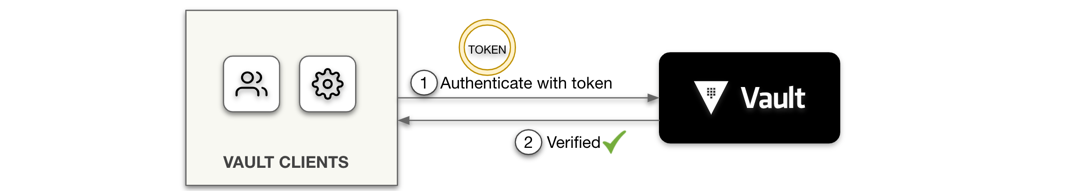 TOKEN
1 Authenticate with token
Vault
2 Verified
VAULT CLIENTS